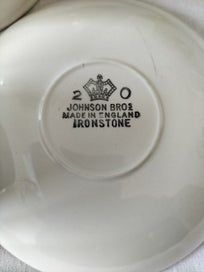 2 0
JOHNSON BROS
MADE IN ENGLAND
IRONSTONE